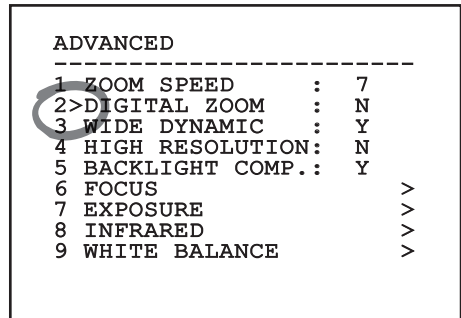 ADVANCED
-------------------------
1 ZOOM SPEED : 7
2>DIGITAL ZOOM : N
3 WIDE DYNAMIC : Y
4 HIGH RESOLUTION: N
5 BACKLIGHT COMP.: Y
6 FOCUS >
7 EXPOSURE >
8 INFRARED >
9 WHITE BALANCE >